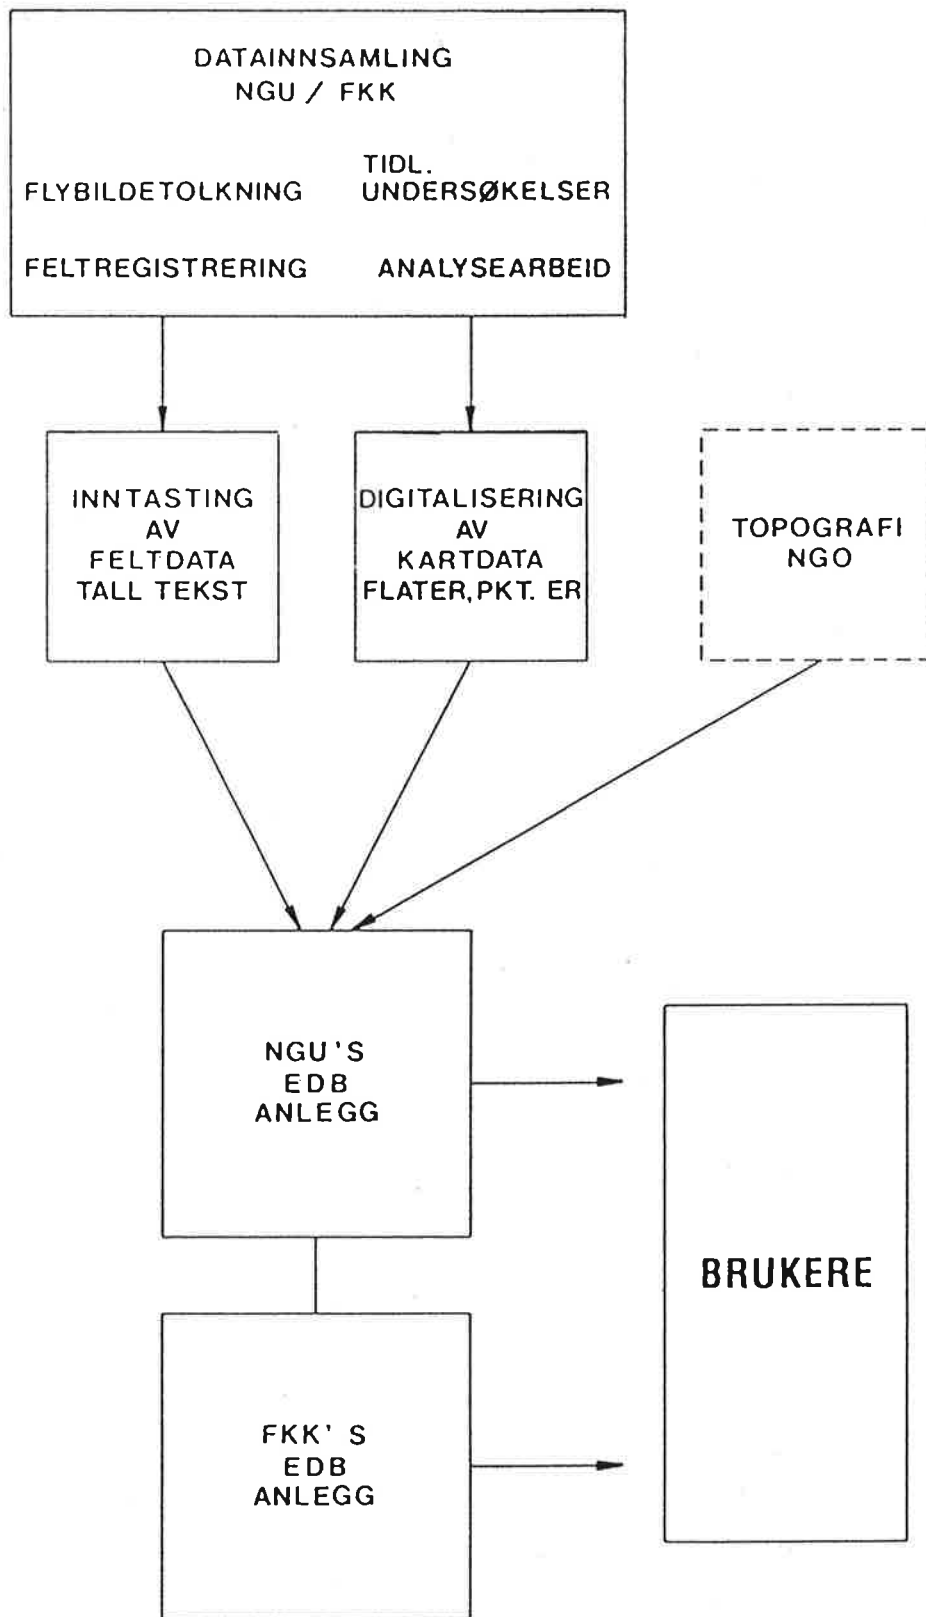 DATAINNSAMLING
NGU / FKK
FLYBILDETOLKNING
TIDL.
UNDERSØKELSER
FELTREGISTRERING
ANALYSEARBEID
INNTASTING
AV
FELTDATA
TALL TEKST
DIGITALISERING
AV
KARTDATA
FLATER, PKT. ER
TOPOGRAFI
NGO
NGU'S
EDB
ANLEGG
BRUKERE
FKK'S
EDB
ANLEGG